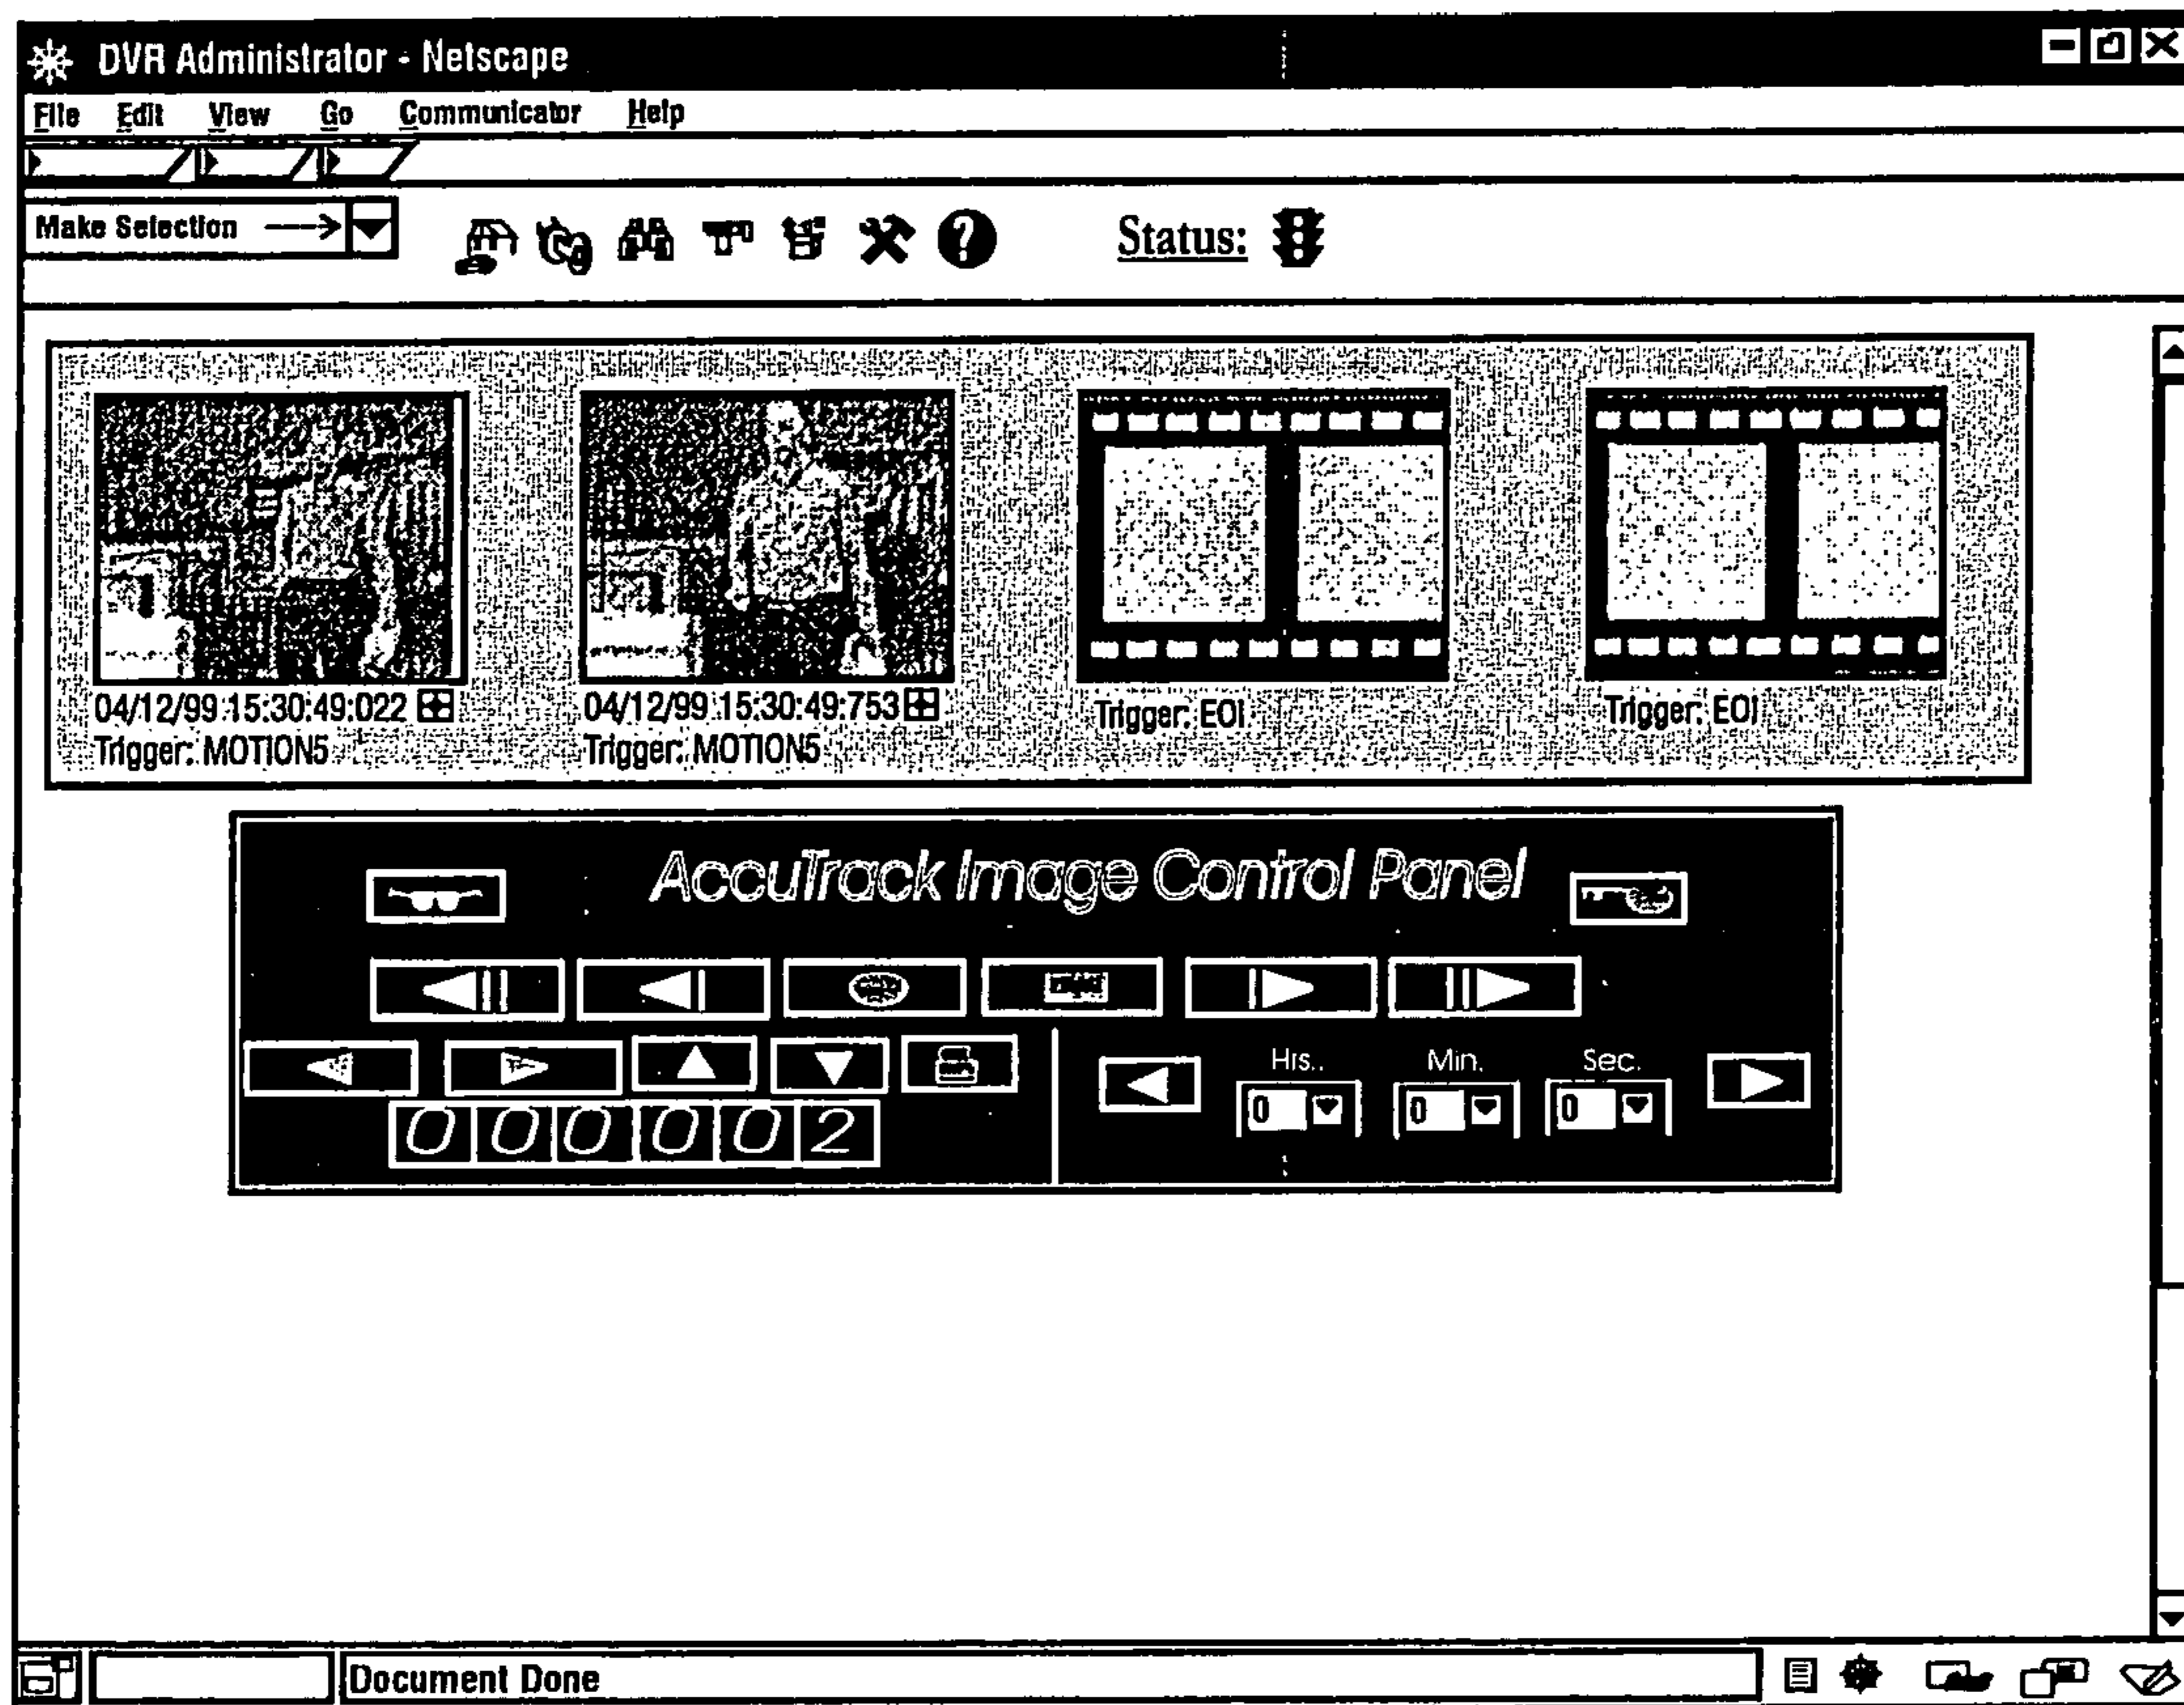 DVR Administrator - Netscape
File Edit View Go Communicator Help
Make Selection
? Status:
04/12/99 15:30:49:022
Trigger: MOTION5
04/12/99 15:30:49:753
Trigger: MOTION5
Trigger: EOI
Trigger: EOI
AccuTrack Image Control Panel
Hrs.. Min. Sec.
0 0 0
000002
Document Done